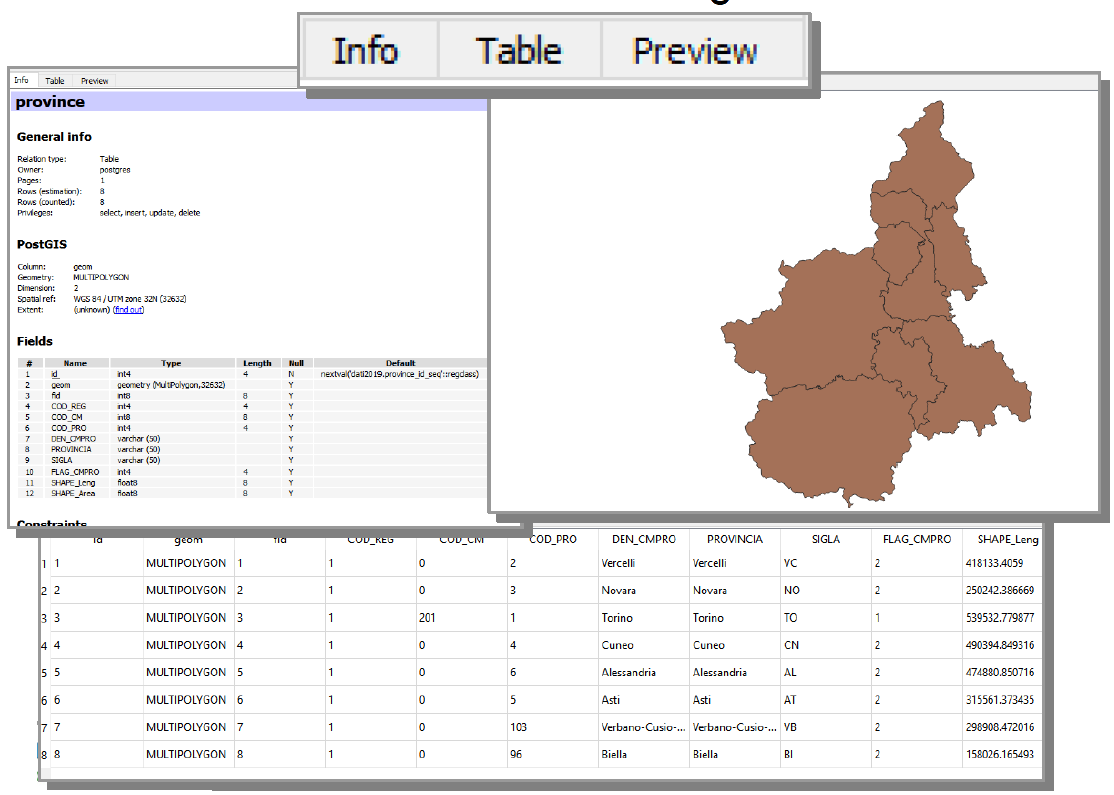 Info Table Preview
Info Table Preview
province
General info
Relation type: Table
Owner: postgres
Pages: 1
Rows (estimation): 8
Rows (counted): 8
Privileges: select, insert, update, delete
PostGIS
Column: geom
Geometry: MULTIPOLYGON
Dimension: 2
Spatial ref: WGS 84 / UTM zone 32N (32632)
Extent: (unknown) (find out)
Fields
# Name Type Length Null Default
1 id int4 4 N nextval('dati2019.province_id_seq'::regclass)
2 geom geometry (MultiPolygon,32632) Y
3 fid int8 8 Y
4 COD_REG int4 4 Y
5 COD_CM int8 8 Y
6 COD_PRO int4 4 Y
7 DEN_CMPRO varchar (50) Y
8 PROVINCIA varchar (50) Y
9 SIGLA varchar (50) Y
10 FLAG_CMPRO int4 4 Y
11 SHAPE_Leng float8 8 Y
12 SHAPE_Area float8 8 Y
Constraints
id geom fid COD_REG COD_CM COD_PRO DEN_CMPRO PROVINCIA SIGLA FLAG_CMPRO SHAPE_Leng
1 1 MULTIPOLYGON 1 1 0 2 Vercelli Vercelli VC 2 418133.4059
2 2 MULTIPOLYGON 2 1 0 3 Novara Novara NO 2 250242.386669
3 3 MULTIPOLYGON 3 1 201 1 Torino Torino TO 1 539532.779877
4 4 MULTIPOLYGON 4 1 0 4 Cuneo Cuneo CN 2 490394.849316
5 5 MULTIPOLYGON 5 1 0 6 Alessandria Alessandria AL 2 474880.850716
6 6 MULTIPOLYGON 6 1 0 5 Asti Asti AT 2 315561.373435
7 7 MULTIPOLYGON 7 1 0 103 Verbano-Cusio-... Verbano-Cusio-... VB 2 298908.472016
8 8 MULTIPOLYGON 8 1 0 96 Biella Biella BI 2 158026.165493